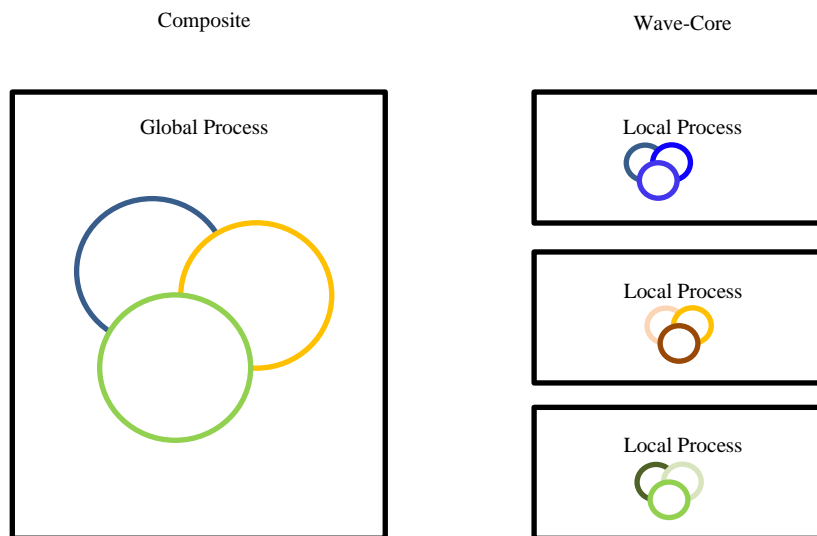 Composite
Wave-Core
Global Process
Local Process
Local Process
Local Process